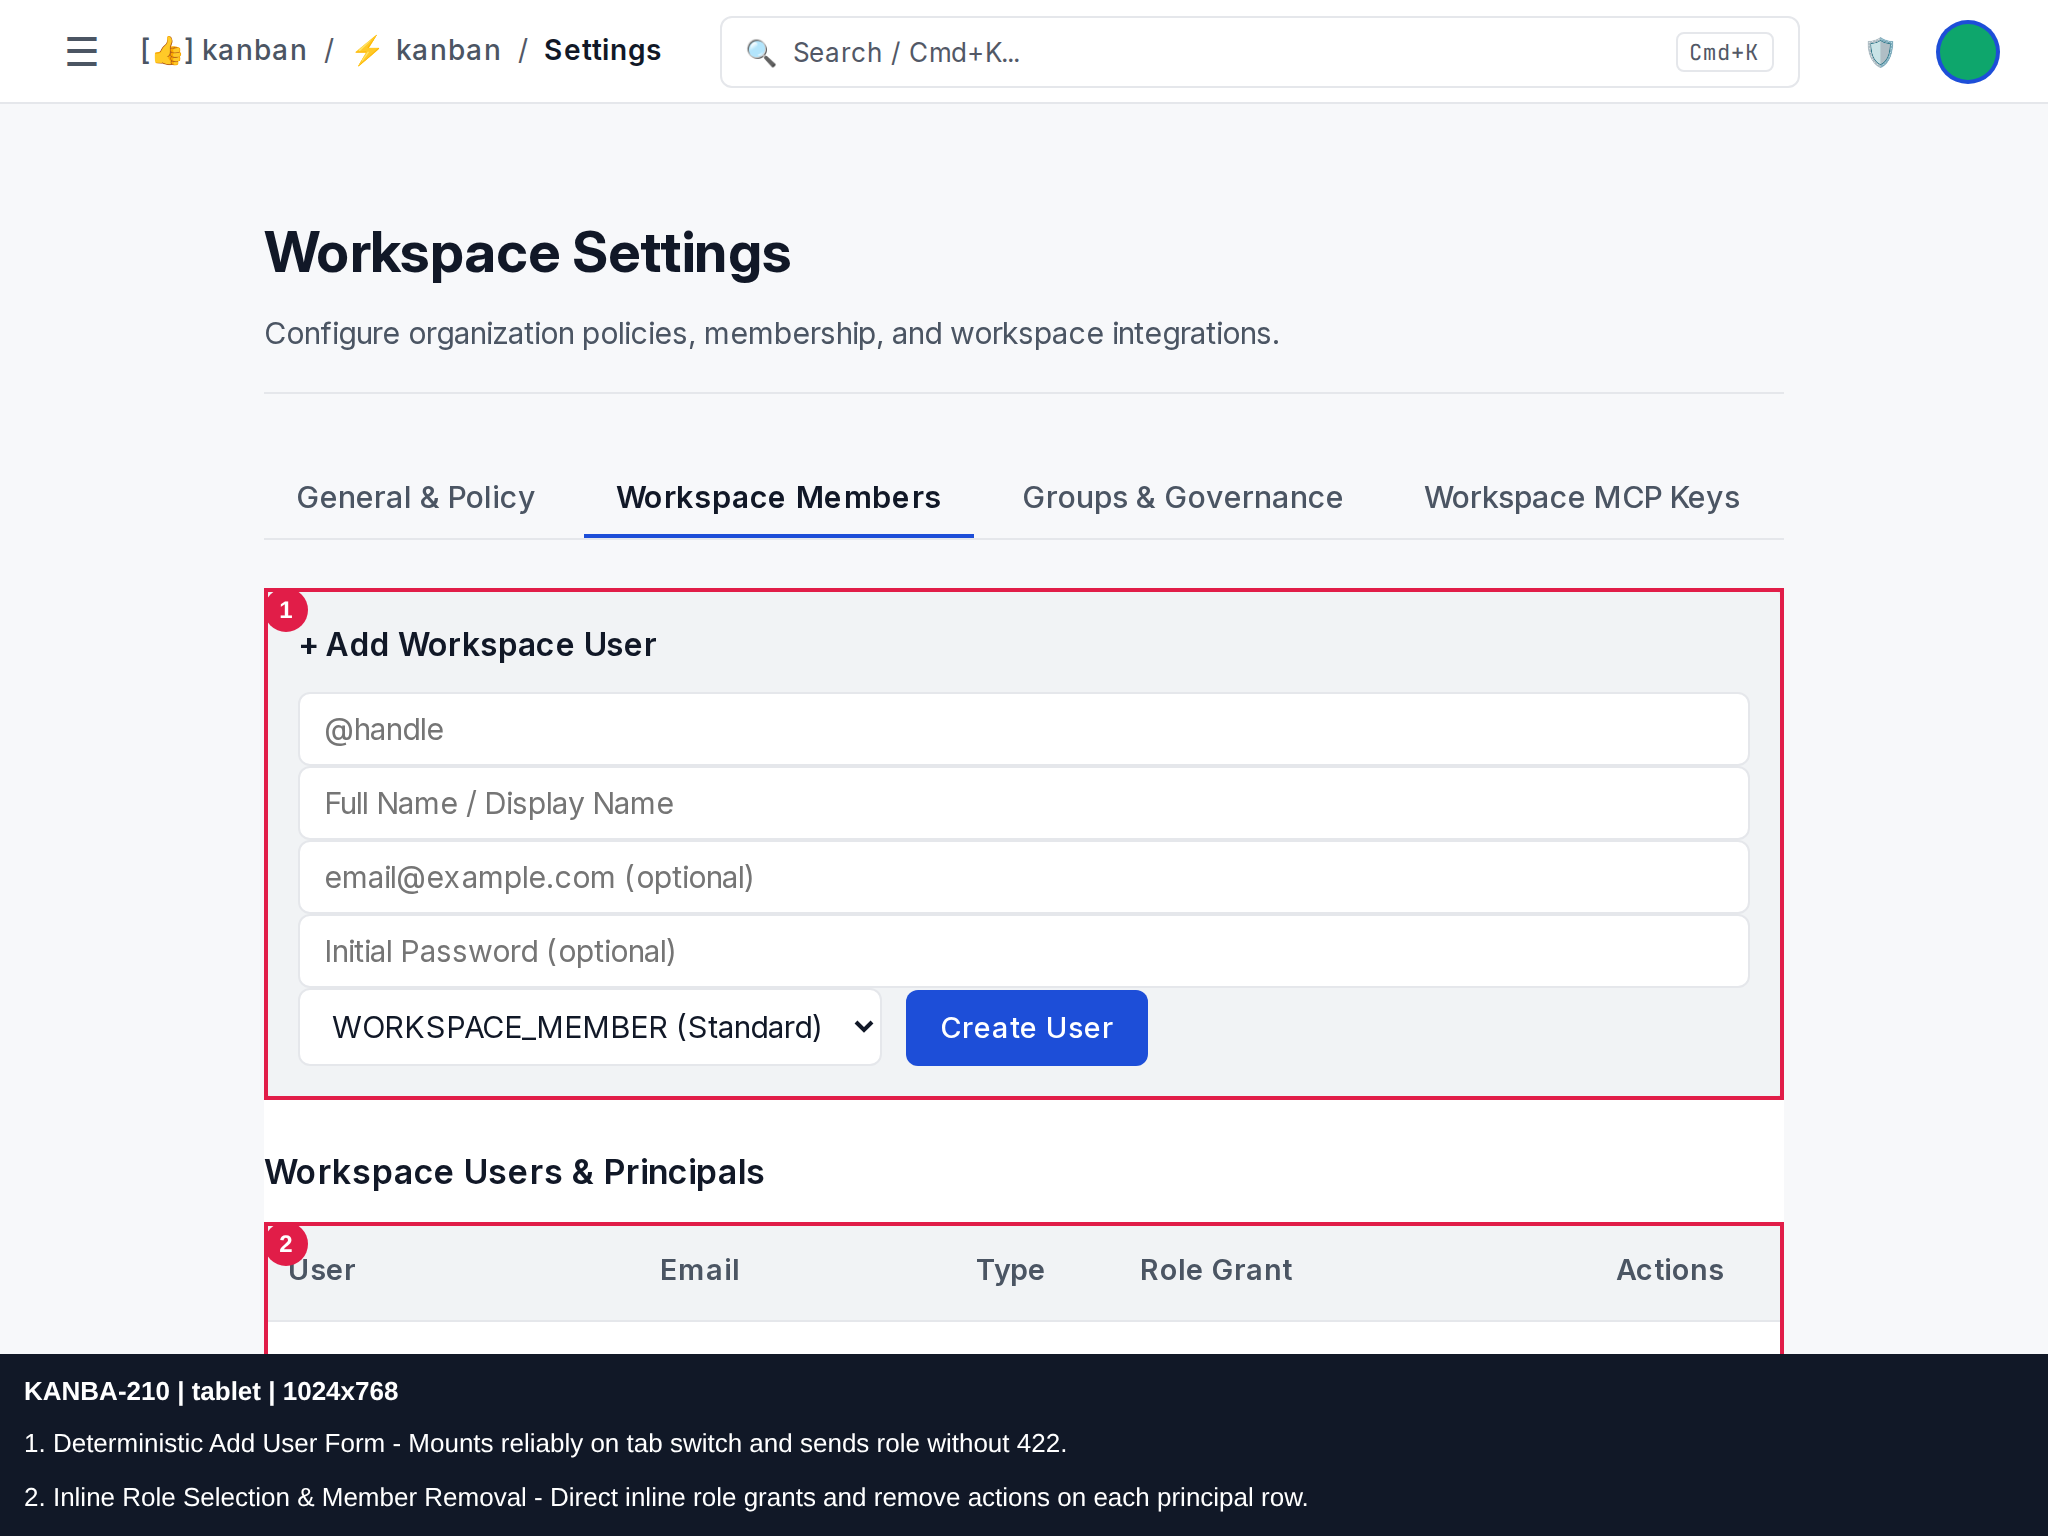 ☰ [👍] kanban / ⚡ kanban / Settings
🔍 Search / Cmd+K... Cmd+K
Workspace Settings
Configure organization policies, membership, and workspace integrations.
General & Policy Workspace Members Groups & Governance Workspace MCP Keys
1
+ Add Workspace User
@handle
Full Name / Display Name
email@example.com (optional)
Initial Password (optional)
WORKSPACE_MEMBER (Standard) Create User
Workspace Users & Principals
2
User Email Type Role Grant Actions
KANBA-210 | tablet | 1024x768
1. Deterministic Add User Form - Mounts reliably on tab switch and sends role without 422.
2. Inline Role Selection & Member Removal - Direct inline role grants and remove actions on each principal row.